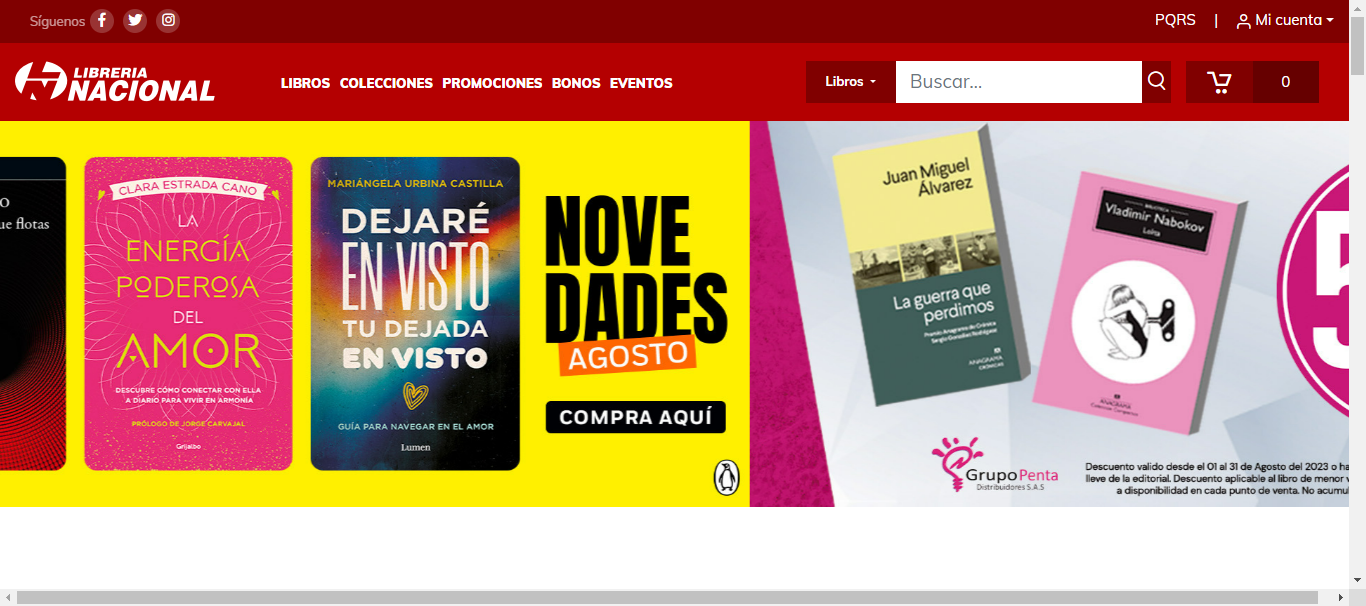 Síguenos
PQRS | Mi cuenta
LIBRERIA
NACIONAL
LIBROS COLECCIONES PROMOCIONES BONOS EVENTOS
Libros
Buscar...
0
O
ue flotas
CLARA ESTRADA CANO
LA
ENERGÍA
PODEROSA
DEL
AMOR
DESCUBRE CÓMO CONECTAR CON ELLA
A DIARIO PARA VIVIR EN ARMONÍA
PRÓLOGO DE JORGE CARVAJAL
Grijalbo
MARIÁNGELA URBINA CASTILLA
DEJARÉ
EN VISTO
TU DEJADA
EN VISTO
GUÍA PARA NAVEGAR EN EL AMOR
Lumen
NOVE
DADES
AGOSTO
COMPRA AQUÍ
Juan Miguel
Álvarez
La guerra que
perdimos
Premio Anagrama de Crónica
Sergio González Rodríguez
ANAGRAMA
CRÓNICAS
BIBLIOTECA
Vladimir Nabokov
Lolita
ANAGRAMA
Colección Compactos
5
GrupoPenta
Distribuidores S.A.S
Descuento valido desde el 01 al 31 de Agosto del 2023 o ha
lleve de la editorial. Descuento aplicable al libro de menor v
a disponibilidad en cada punto de venta. No acumul